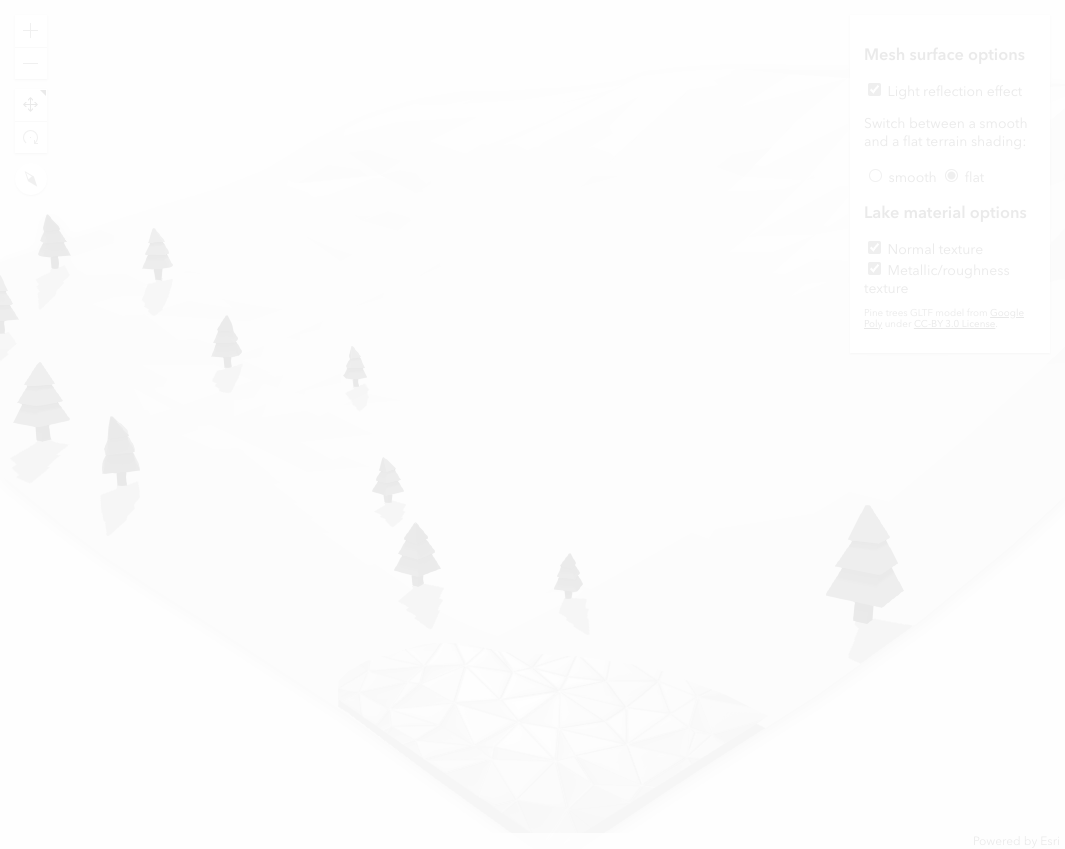 Mesh surface options
Light reflection effect
Switch between a smooth
and a flat terrain shading:
smooth flat
Lake material options
Normal texture
Metallic/roughness
texture
Pine trees GLTF model from Google
Poly under CC-BY 3.0 License
Powered by Esri